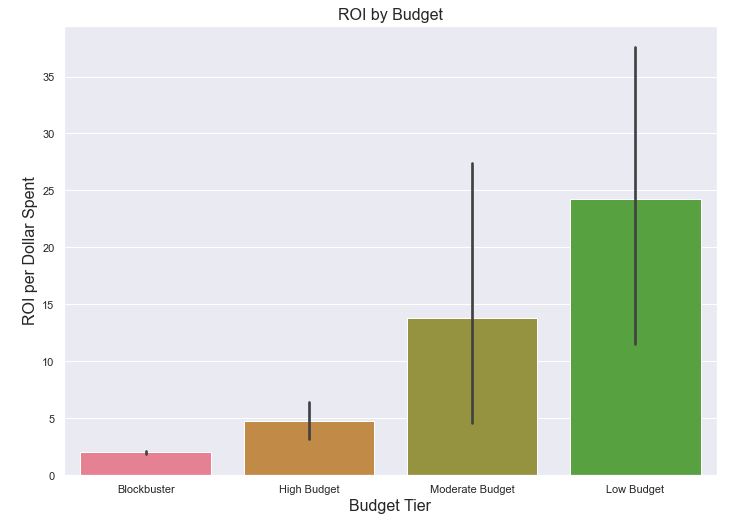 ROI by Budget
35
30
25
20
15
10
5
0
ROI per Dollar Spent
Blockbuster High Budget Moderate Budget Low Budget
Budget Tier